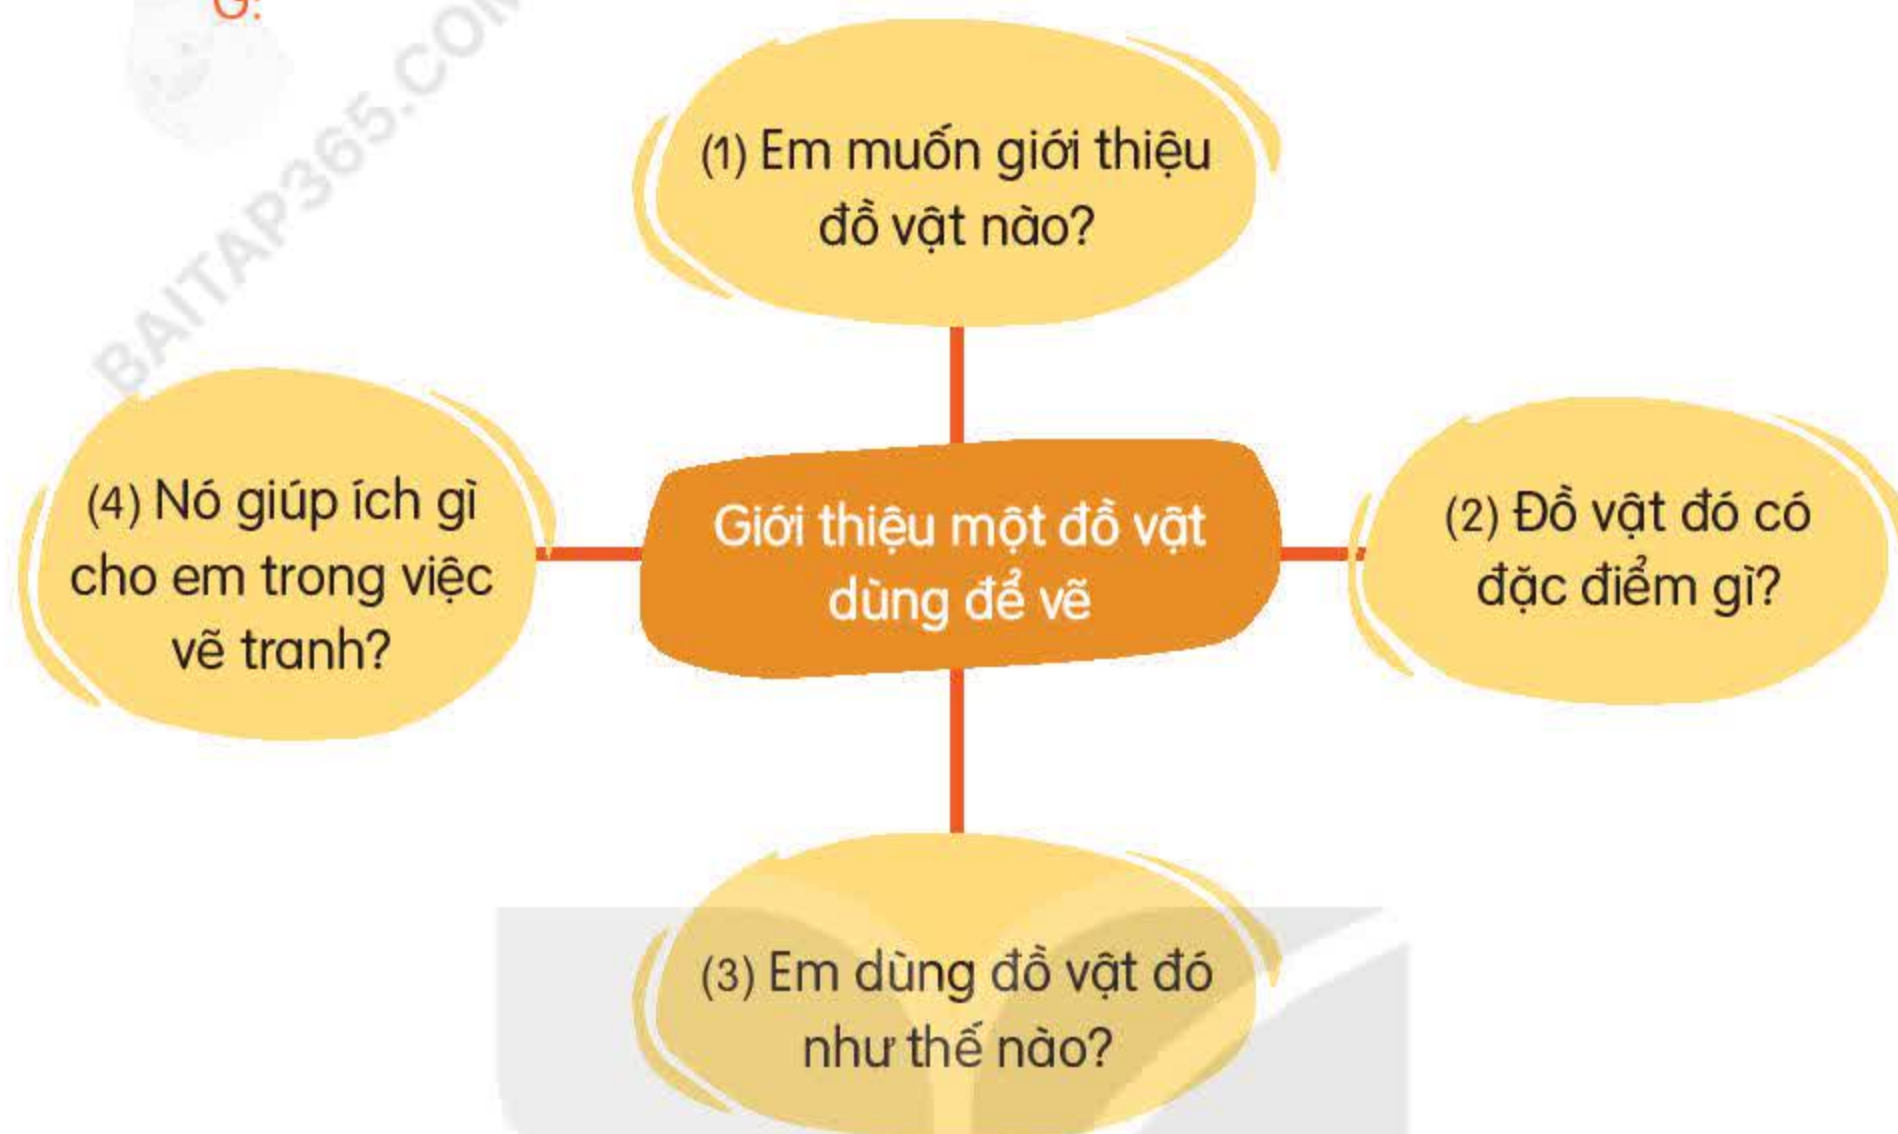 G:
BAITAP365.COM
(1) Em muốn giới thiệu
đồ vật nào?
(4) Nó giúp ích gì
cho em trong việc
vẽ tranh?
Giới thiệu một đồ vật
dùng để vẽ
(2) Đồ vật đó có
đặc điểm gì?
(3) Em dùng đồ vật đó
như thế nào?